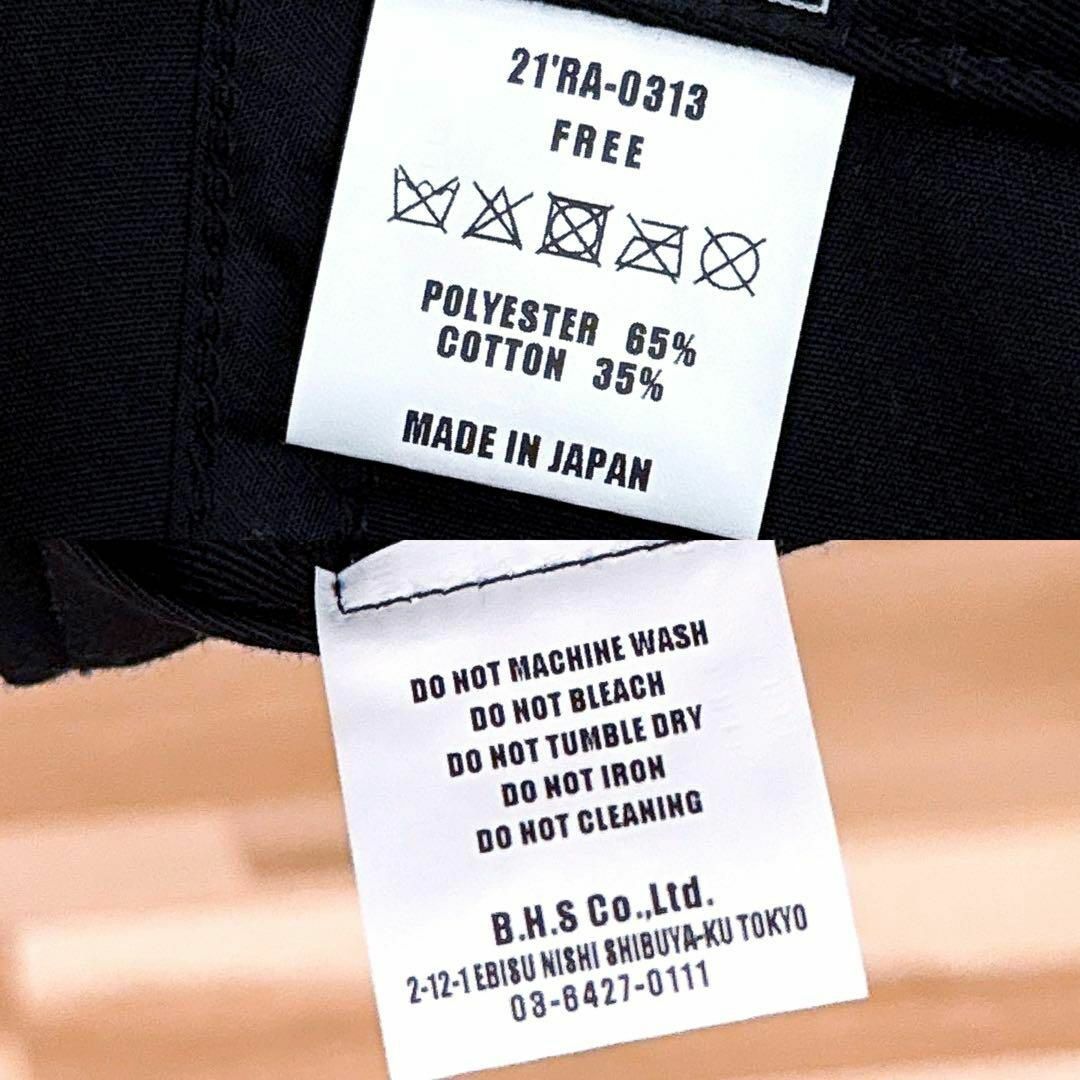 21'RA-0313
FREE
POLYESTER 65%
COTTON 35%
MADE IN JAPAN
DO NOT MACHINE WASH
DO NOT BLEACH
DO NOT TUMBLE DRY
DO NOT IRON
DO NOT CLEANING
B.H.S Co.,Ltd.
2-12-1 EBISU NISHI SHIBUYA-KU TOKYO
03-6427-0111